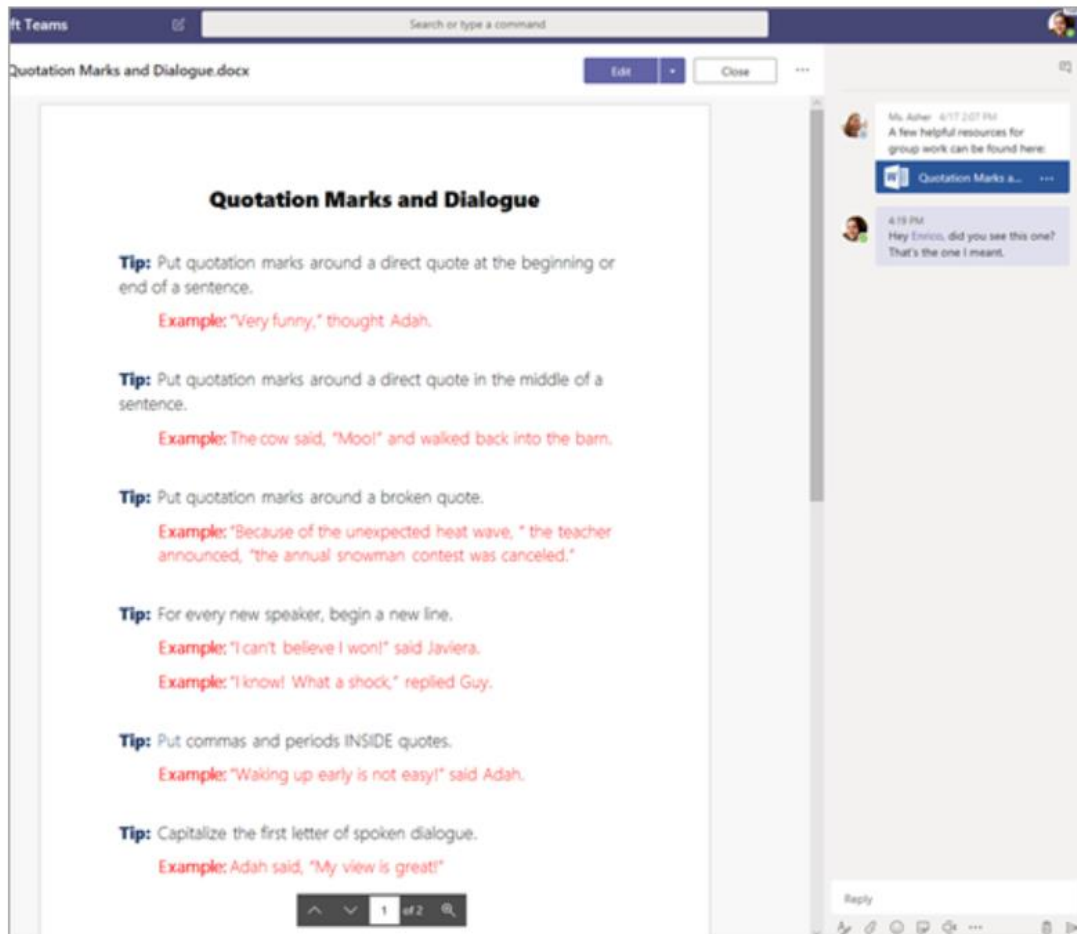 ft Teams
Search or type a command
Quotation Marks and Dialogue.docx
Edit
Close
Quotation Marks and Dialogue
Tip: Put quotation marks around a direct quote at the beginning or
end of a sentence.
Example: "Very funny," thought Adah.
Tip: Put quotation marks around a direct quote in the middle of a
sentence.
Example: The cow said, "Moo!" and walked back into the barn.
Tip: Put quotation marks around a broken quote.
Example: "Because of the unexpected heat wave, " the teacher
announced, "the annual snowman contest was canceled."
Tip: For every new speaker, begin a new line.
Example: "I can't believe I won!" said Javiera.
Example: "I know! What a shock," replied Guy.
Tip: Put commas and periods INSIDE quotes.
Example: "Waking up early is not easy!" said Adah.
Tip: Capitalize the first letter of spoken dialogue.
Example: Adah said, "My view is great!"
1 of 2
Ms. Asher 4/17 2:07 PM
A few helpful resources for
group work can be found here:
Quotation Marks a...
4:19 PM
Hey Enrico, did you see this one?
That's the one I meant.
Reply